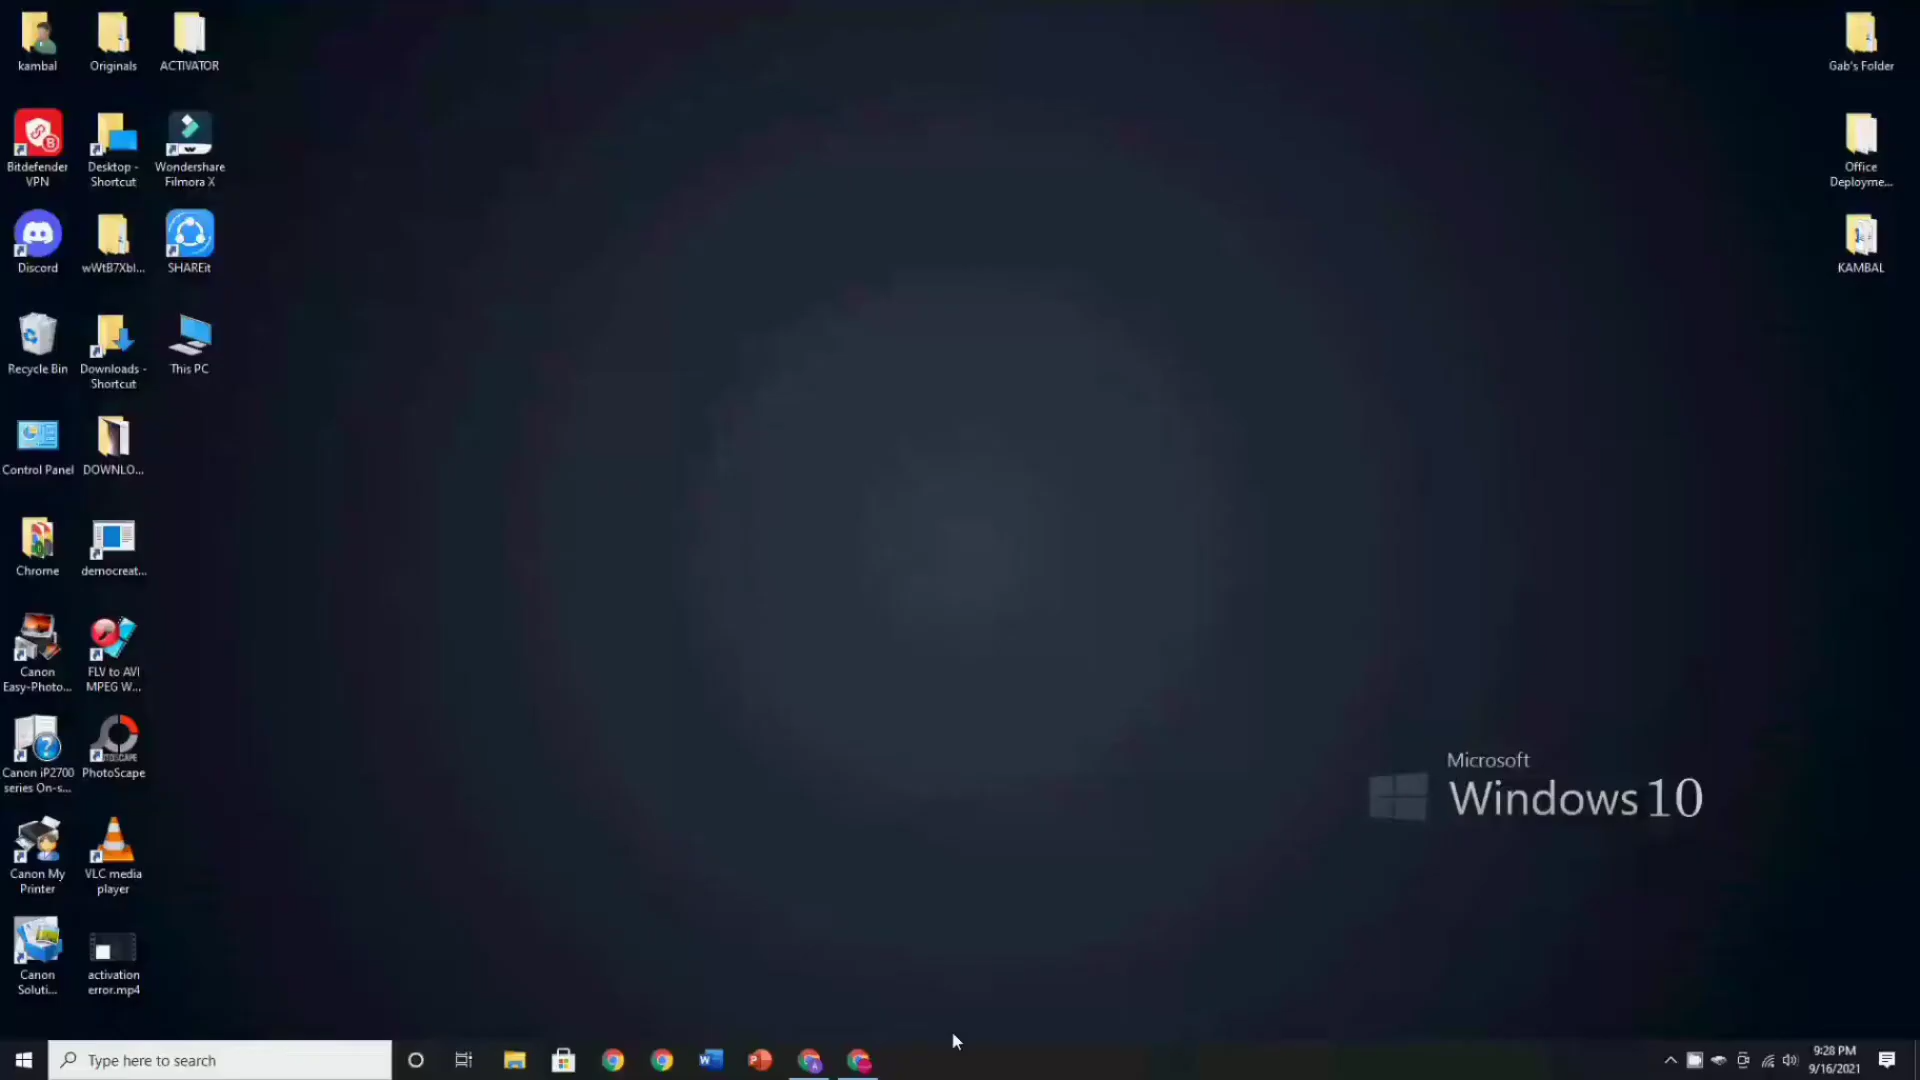 kambal
Originals
ACTIVATOR
Gab's Folder
Bitdefender
VPN
Desktop -
Shortcut
Wondershare
Filmora X
Office
Deployme...
Discord
wWtB7XbI...
SHAREit
KAMBAL
Recycle Bin
Downloads -
Shortcut
This PC
Control Panel
DOWNLO...
Chrome
democreat...
Canon
Easy-Photo...
FLV to AVI
MPEG W...
Canon iP2700
series On-s...
PhotoScape
Microsoft
Windows 10
Canon My
Printer
VLC media
player
Canon
Soluti...
activation
error.mp4
Type here to search
9:28 PM
9/16/2021